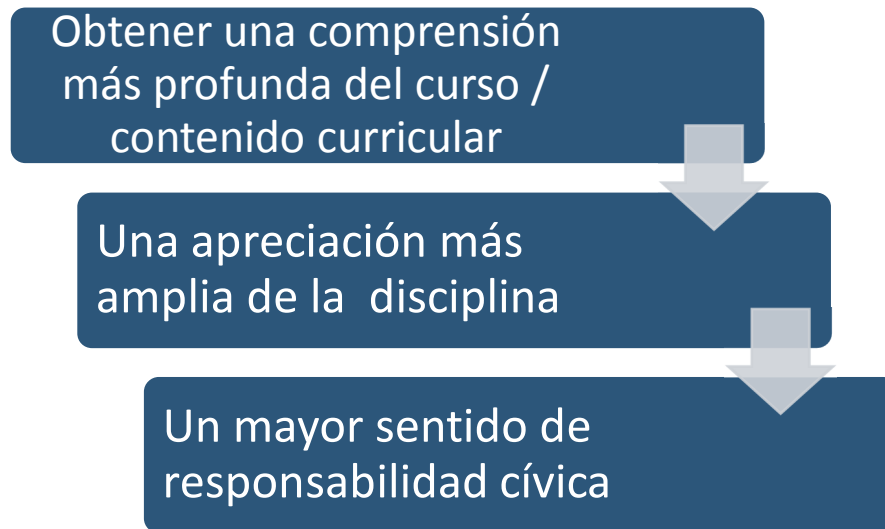 Obtener una comprensión
más profunda del curso /
contenido curricular
Una apreciación más
amplia de la disciplina
Un mayor sentido de
responsabilidad cívica